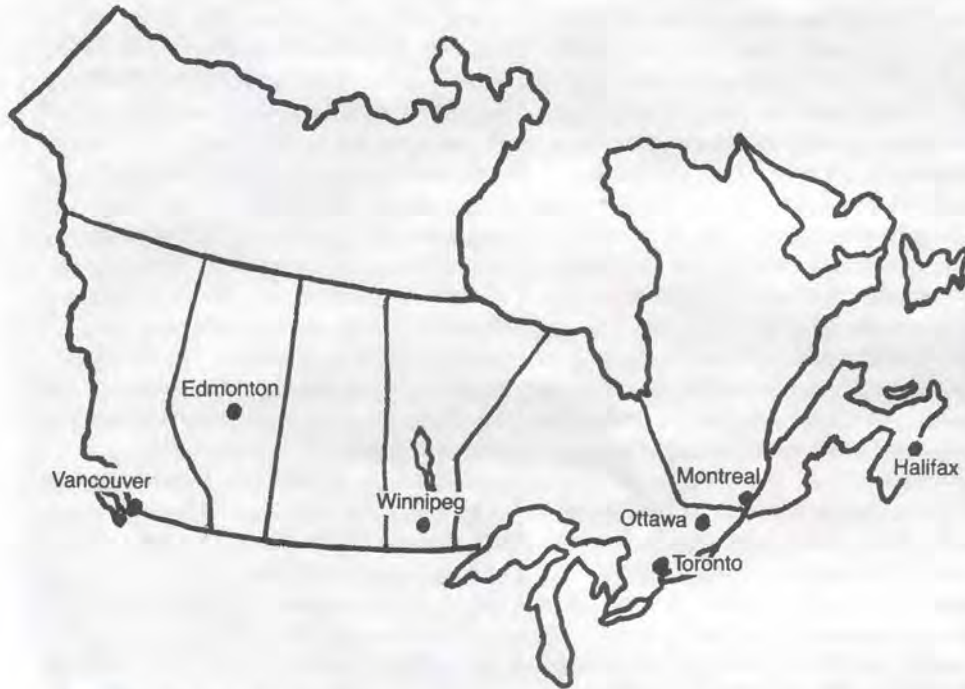 Edmonton
Vancouver
Winnipeg
Montreal
Halifax
Ottawa
Toronto